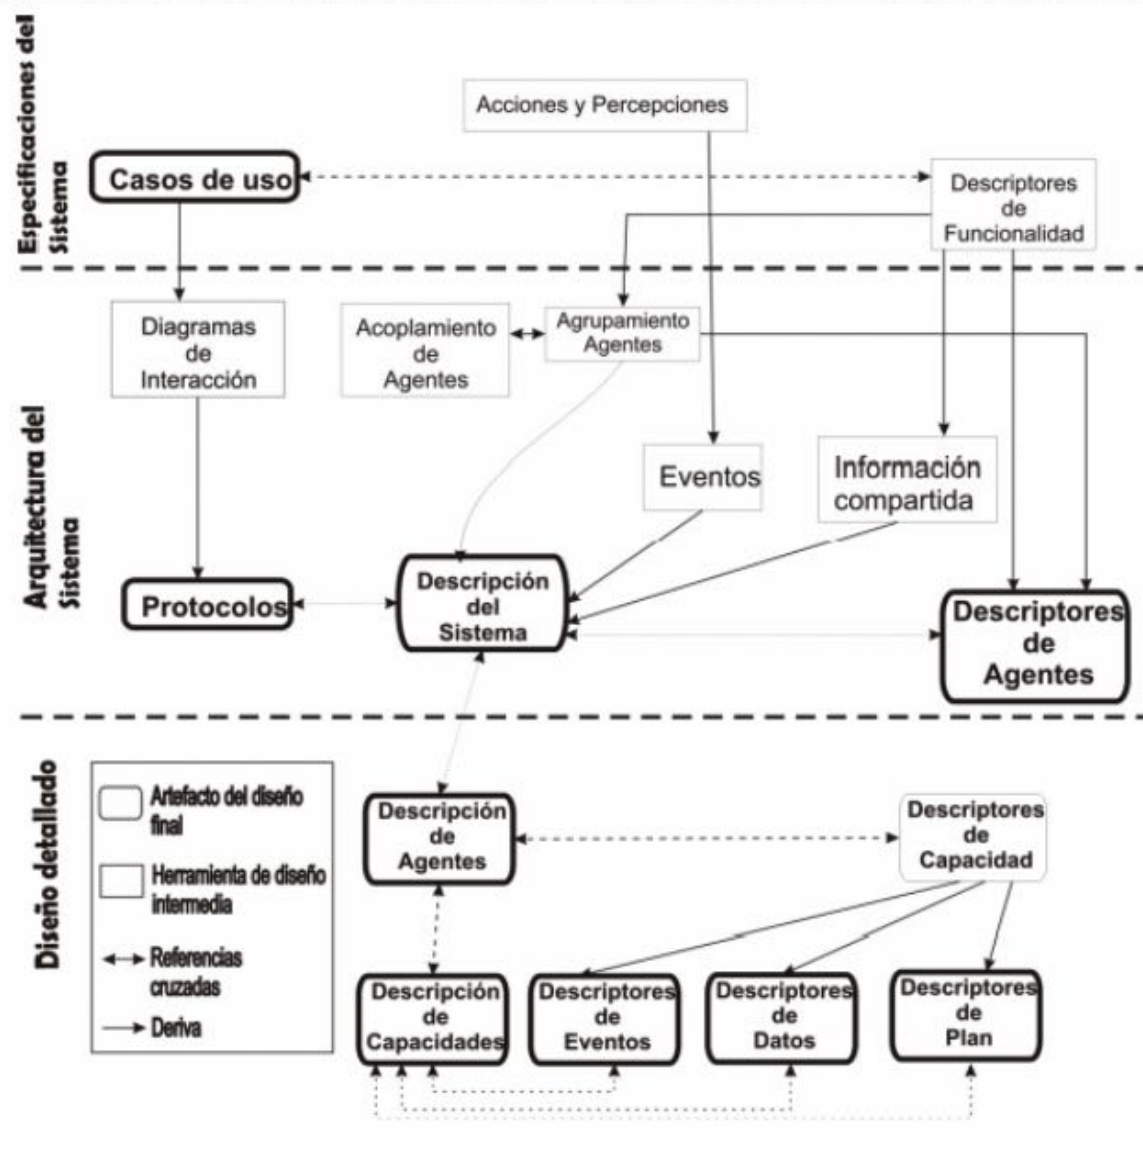 Especificaciones del
Sistema
Acciones y Percepciones
Casos de uso
Descriptores
de
Funcionalidad
Arquitectura del
Sistema
Diagramas
de
Interacción
Acoplamiento
de
Agentes
Agrupamiento
Agentes
Eventos
Información
compartida
Protocolos
Descripción
del
Sistema
Descriptores
de
Agentes
Diseño detallado
Artefacto del diseño
final
Herramienta de diseño
intermedia
Referencias
cruzadas
Deriva
Descripción
de
Agentes
Descriptores
de
Capacidad
Descripción
de
Capacidades
Descriptores
de
Eventos
Descriptores
de
Datos
Descriptores
de
Plan